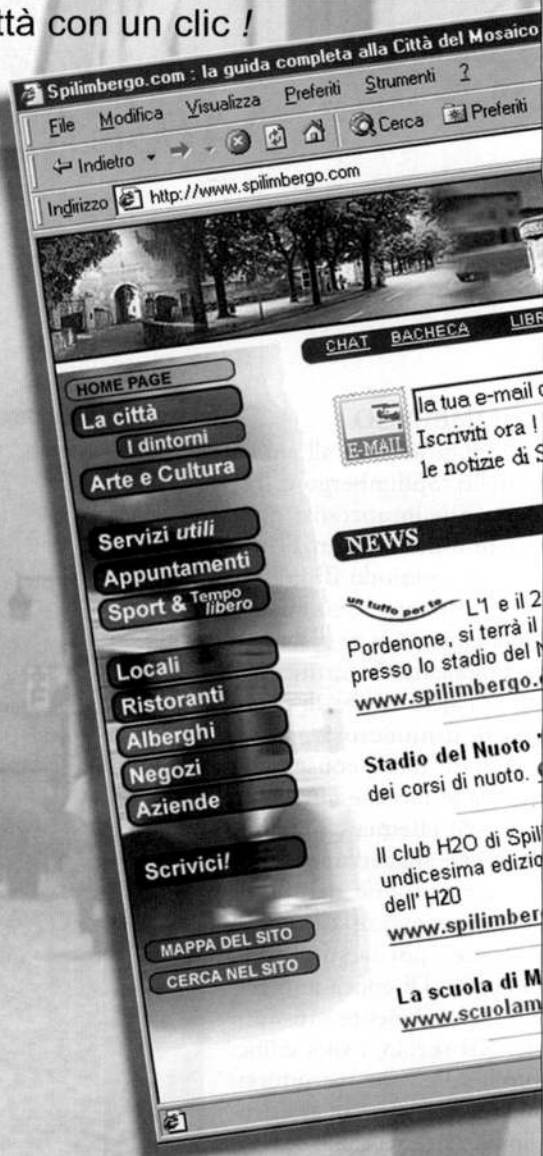 ttà con un clic !
Spilimbergo.com : la guida completa alla Città del Mosaico
File Modifica Visualizza Preferiti Strumenti ?
Indietro Cerca Preferiti
Indirizzo http://www.spilimbergo.com
CHAT BACHECA LIBR
HOME PAGE
La città
I dintorni
Arte e Cultura
Servizi utili
Appuntamenti
Sport & Tempo libero
Locali
Ristoranti
Alberghi
Negozi
Aziende
Scrivici!
MAPPA DEL SITO
CERCA NEL SITO
E-MAIL
la tua e-mail
Iscriviti ora !
le notizie di S
NEWS
un tuffo per te L'1 e il 2
Pordenone, si terrà il
presso lo stadio del N
www.spilimbergo.
Stadio del Nuoto
dei corsi di nuoto.
Il club H2O di Spil
undicesima edizio
dell' H20
www.spilimber
La scuola di M
www.scuolam